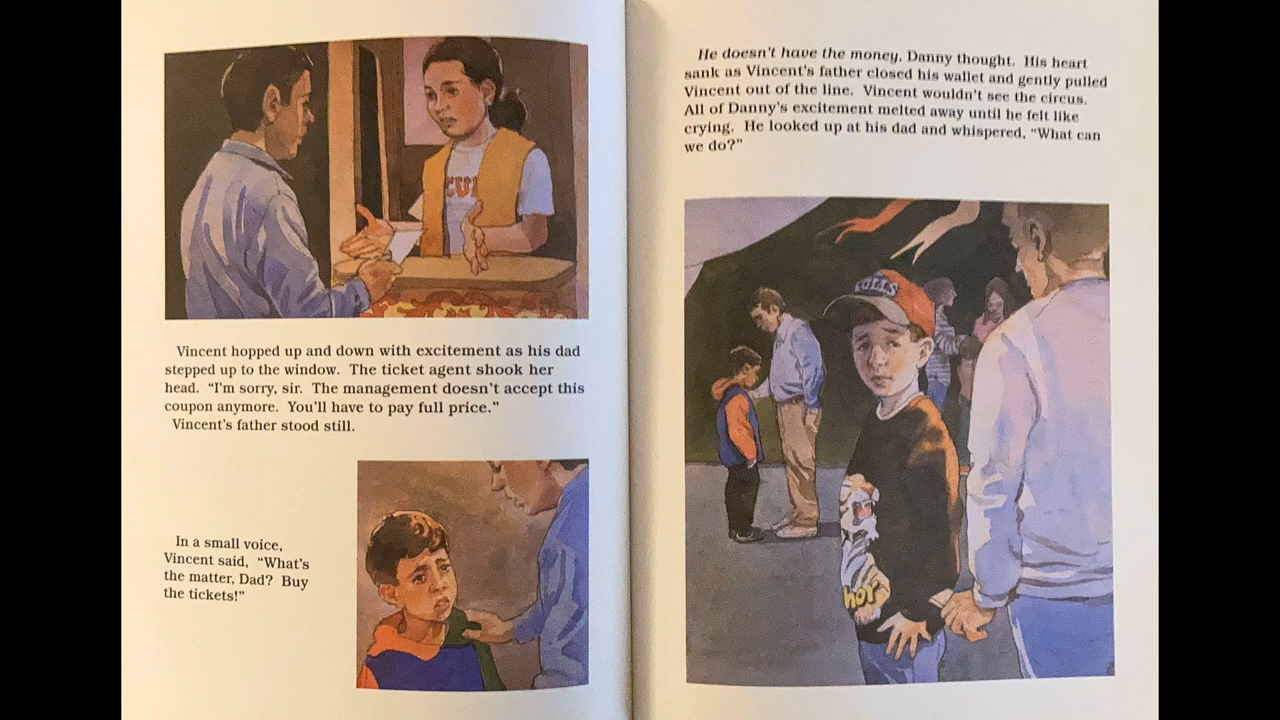 Vincent hopped up and down with excitement as his dad
stepped up to the window. The ticket agent shook her
head. “I'm sorry, sir. The management doesn't accept this
coupon anymore. You'll have to pay full price.”
Vincent's father stood still.
In a small voice,
Vincent said, “What's
the matter, Dad? Buy
the tickets!”
He doesn't have the money, Danny thought. His heart
sank as Vincent's father closed his wallet and gently pulled
Vincent out of the line. Vincent wouldn't see the circus.
All of Danny's excitement melted away until he felt like
crying. He looked up at his dad and whispered, “What can
we do?”